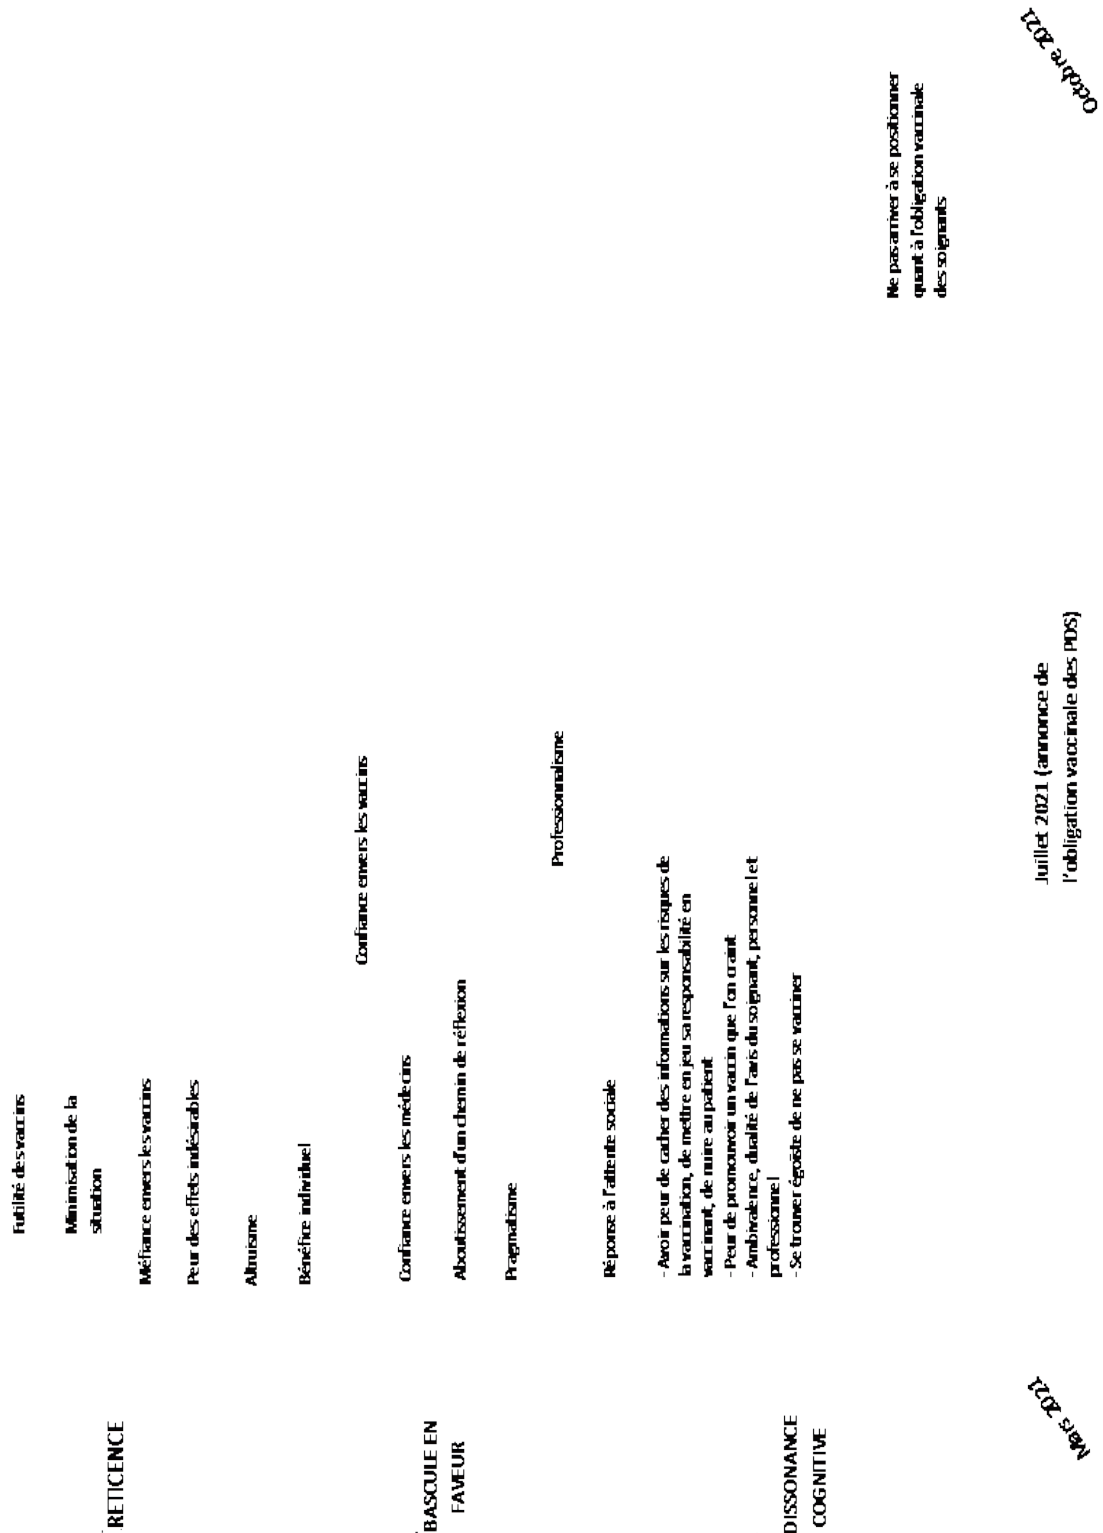 RETICENCE
Futilité des vaccins
Minimisation de la
situation
Méfiance envers les vaccins
Peur des effets indésirables
BASCULE EN
FAVEUR
Altruisme
Bénéfice individuel
Confiance envers les vaccins
Confiance envers les médecins
Aboutissement d'un chemin de réflexion
Pragmatisme
Professionnalisme
Réponse à l'attente sociale
DISSONANCE
COGNITIVE
- Avoir peur de cacher des informations sur les risques de
la vaccination, de mettre en jeu sa responsabilité en
vaccinant, de nuire au patient
- Peur de promouvoir un vaccin que l'on craint
- Ambivalence, dualité de l'avis du soignant, personnel et
professionnel
- Se trouver égoïste de ne pas se vacciner
Ne pas arriver à se positionner
quant à l'obligation vaccinale
des soignants
Mars 2021
Juillet 2021 (annonce de
l'obligation vaccinale des PDS)
Octobre 2021